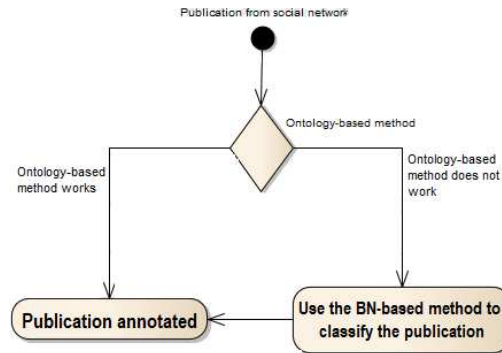 Publication from social network
Ontology-based method
Ontology-based
method works
Ontology-based
method does not
work
Publication annotated
Use the BN-based method to
classify the publication